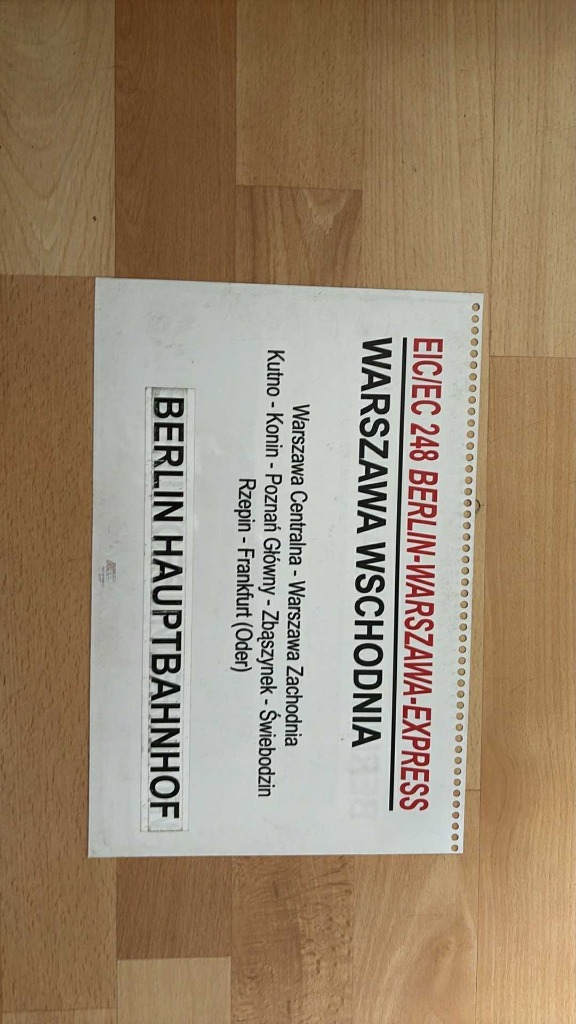 EIC/EC 248 BERLIN-WARSZAWA-EXPRESS
WARSZAWA WSCHODNIA
Warszawa Centralna - Warszawa Zachodnia
Kutno - Konin - Poznań Główny - Zbąszynek - Świebodzin
Rzepin - Frankfurt (Oder)
BERLIN HAUPTBAHNHOF